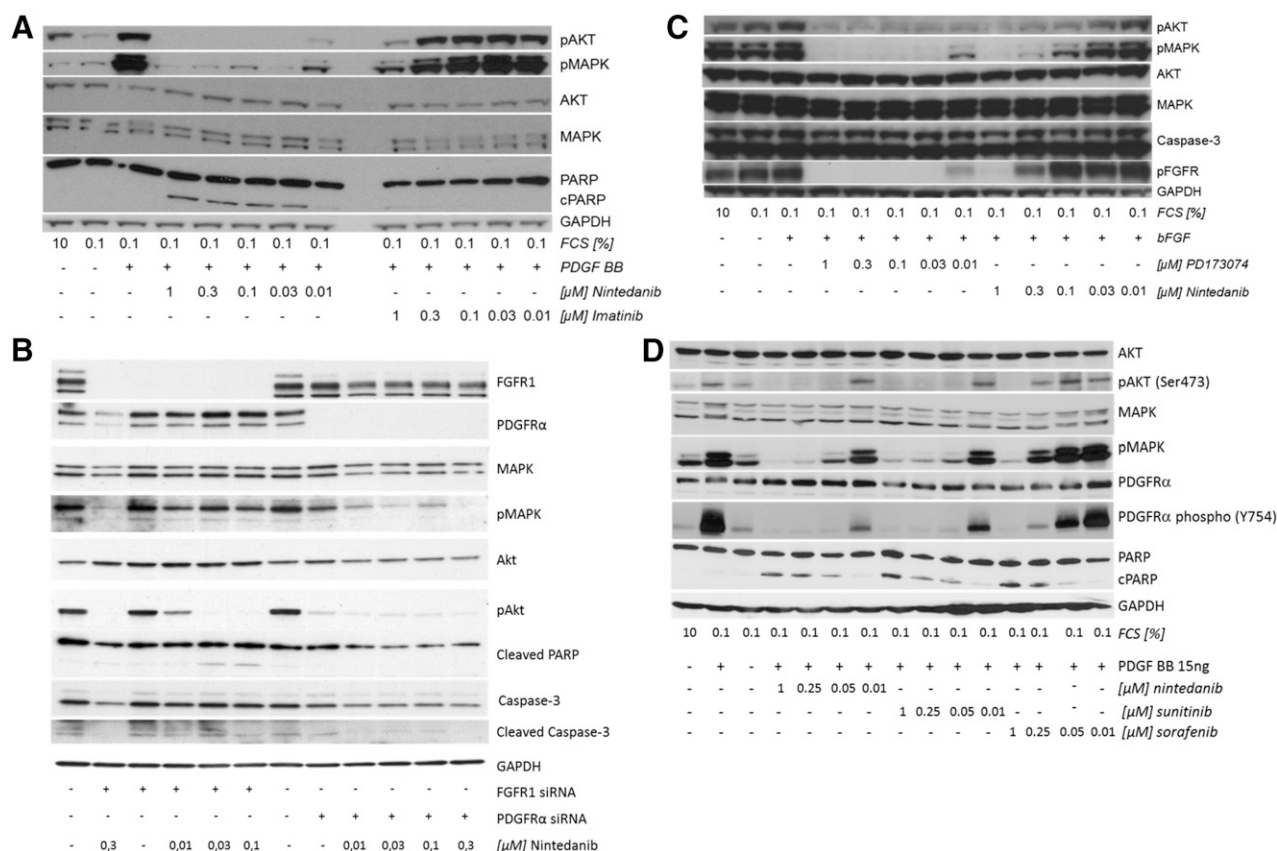 A
pAKT
pMAPK
AKT
MAPK
PARP
cPARP
GAPDH
10 0.1 0.1 0.1 0.1 0.1 0.1 0.1 0.1 0.1 0.1 0.1 0.1 FCS [%]
- - + + + + + + + + + + + PDGF BB
- - - 1 0.3 0.1 0.03 0.01 - - - - - [µM] Nintedanib
- - - - - - - - 1 0.3 0.1 0.03 0.01 [µM] Imatinib
B
FGFR1
PDGFRα
MAPK
pMAPK
Akt
pAkt
Cleaved PARP
Caspase-3
Cleaved Caspase-3
GAPDH
- + + + + + - - - - - - FGFR1 siRNA
- - - - - - - + + + + + PDGFRα siRNA
- 0,3 - 0,01 0,03 0,1 - - 0,01 0,03 0,1 0,3 [µM] Nintedanib
C
pAKT
pMAPK
AKT
MAPK
Caspase-3
pFGFR
GAPDH
10 0.1 0.1 0.1 0.1 0.1 0.1 0.1 0.1 0.1 0.1 0.1 0.1 FCS [%]
- - + + + + + + + + + + + bFGF
- - - 1 0.3 0.1 0.03 0.01 - - - - - [µM] PD173074
- - - - - - - - 1 0.3 0.1 0.03 0.01 [µM] Nintedanib
D
AKT
pAKT (Ser473)
MAPK
pMAPK
PDGFRα
PDGFRα phospho (Y754)
PARP
cPARP
GAPDH
10 0.1 0.1 0.1 0.1 0.1 0.1 0.1 0.1 0.1 0.1 0.1 0.1 0.1 0.1 FCS [%]
- + - + + + + + + + + + + + + PDGF BB 15ng
- - - 1 0.25 0.05 0.01 - - - - - - - - [µM] nintedanib
- - - - - - - 1 0.25 0.05 0.01 - - - - [µM] sunitinib
- - - - - - - - - - - 1 0.25 0.05 0.01 [µM] sorafenib